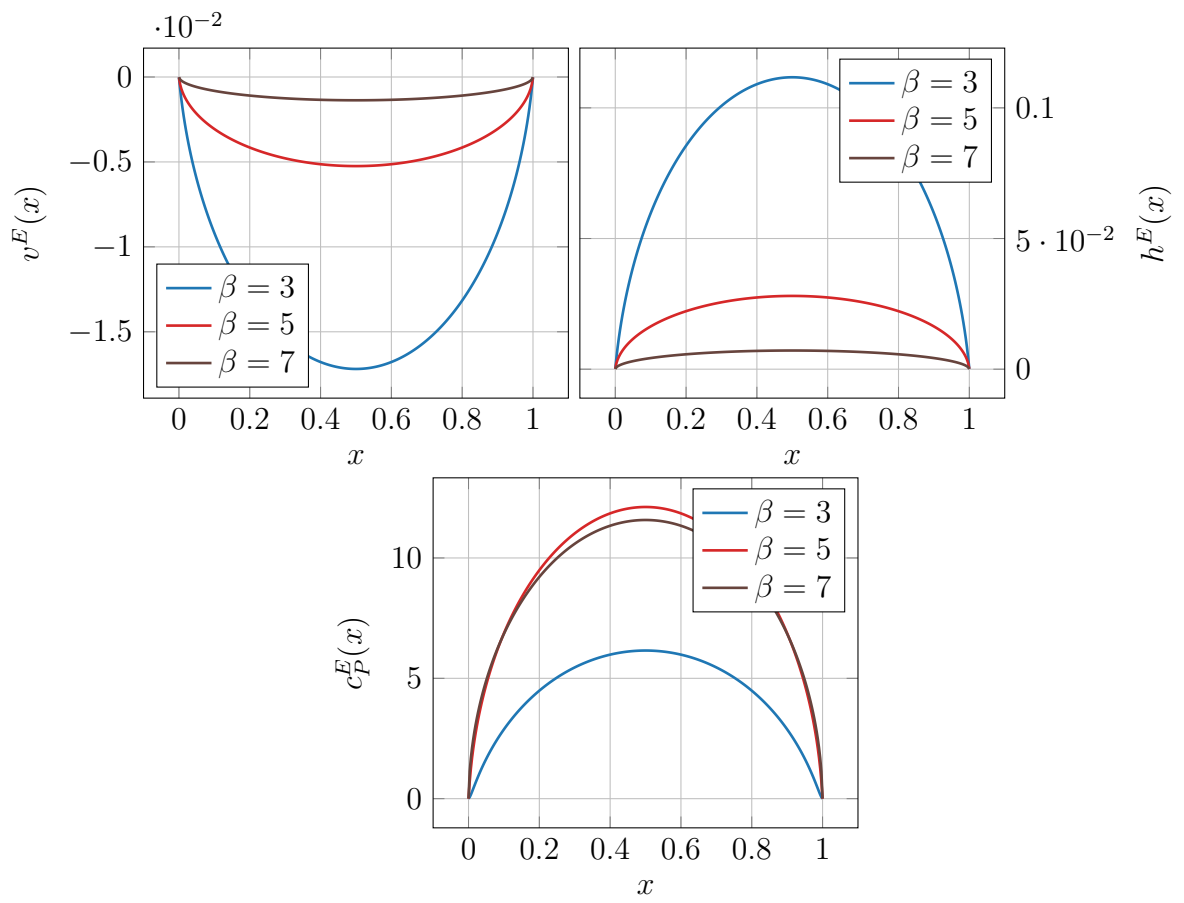 ·10⁻²
0
−0.5
−1
−1.5
v^E(x)
β = 3
β = 5
β = 7
0 0.2 0.4 0.6 0.8 1
x
β = 3
β = 5
β = 7
0.1
5 · 10⁻²
0
h^E(x)
0 0.2 0.4 0.6 0.8 1
x
β = 3
β = 5
β = 7
10
5
0
c_P^E(x)
0 0.2 0.4 0.6 0.8 1
x